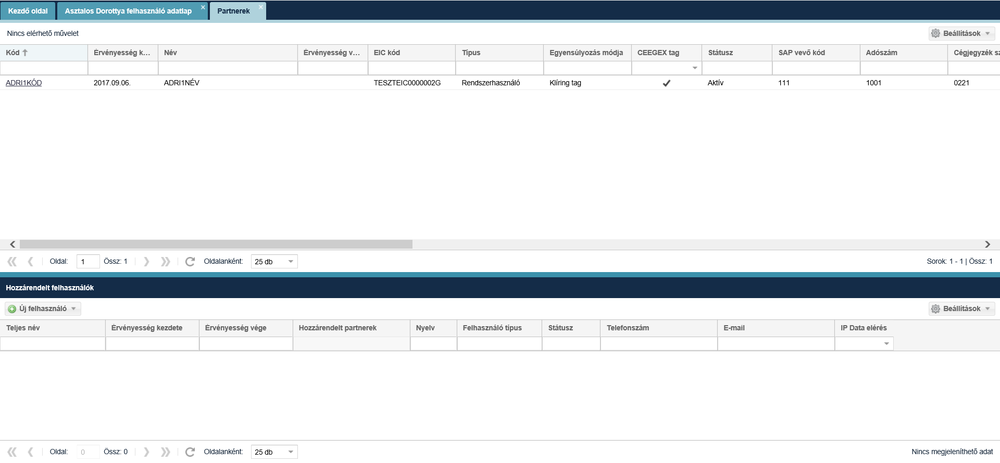 Kezdő oldal Asztalos Dorottya felhasználó adatlap Partnerek
Nincs elérhető művelet Beállítások
Kód Érvényesség k... Név Érvényesség v... EIC kód Típus Egyensúlyozás módja CEEGEX tag Státusz SAP vevő kód Adószám Cégjegyzék sz
ADRI1KÓD 2017.09.06. ADRI1NÉV TESZTEIC0000002G Rendszerhasználó Klíring tag Aktív 111 1001 0221
Oldal: 1 Össz: 1 Oldalanként: 25 db Sorok: 1 - 1 | Össz: 1
Hozzárendelt felhasználók
Új felhasználó Beállítások
Teljes név Érvényesség kezdete Érvényesség vége Hozzárendelt partnerek Nyelv Felhasználó típus Státusz Telefonszám E-mail IP Data elérés
Oldal: 0 Össz: 0 Oldalanként: 25 db Nincs megjeleníthető adat